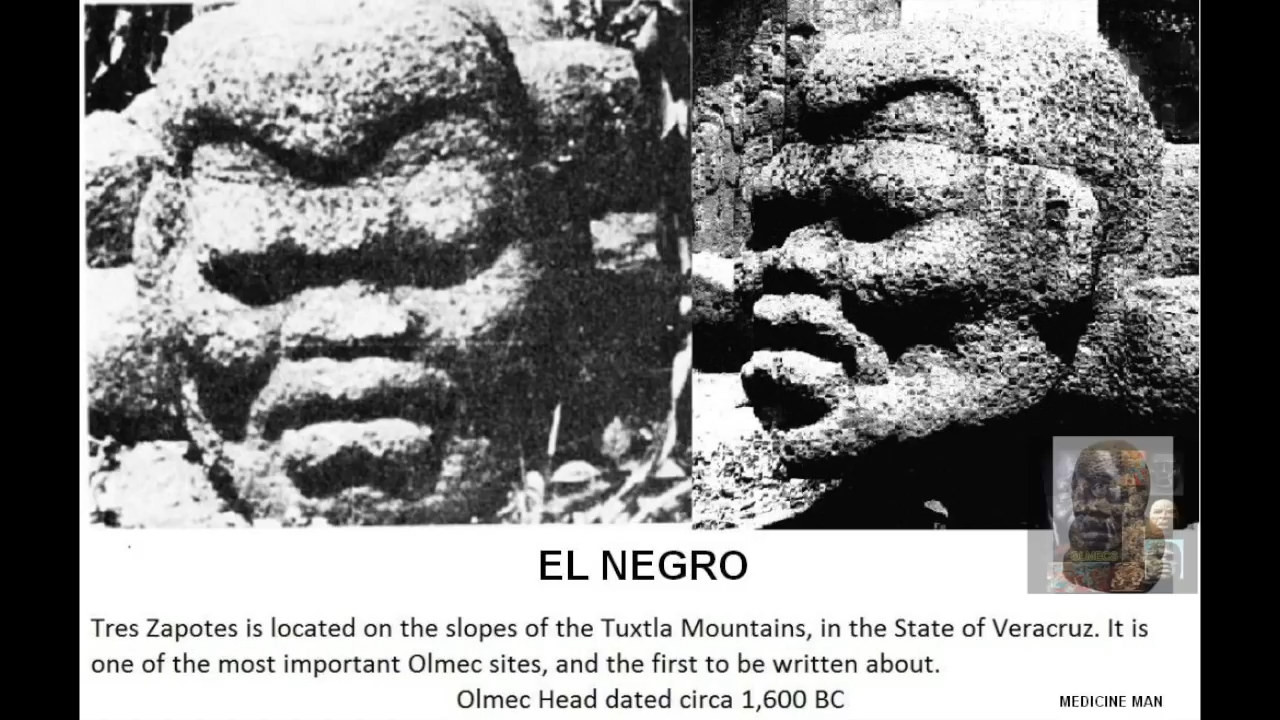 OLMECS
EL NEGRO
Tres Zapotes is located on the slopes of the Tuxtla Mountains, in the State of Veracruz. It is
one of the most important Olmec sites, and the first to be written about.
Olmec Head dated circa 1,600 BC
MEDICINE MAN